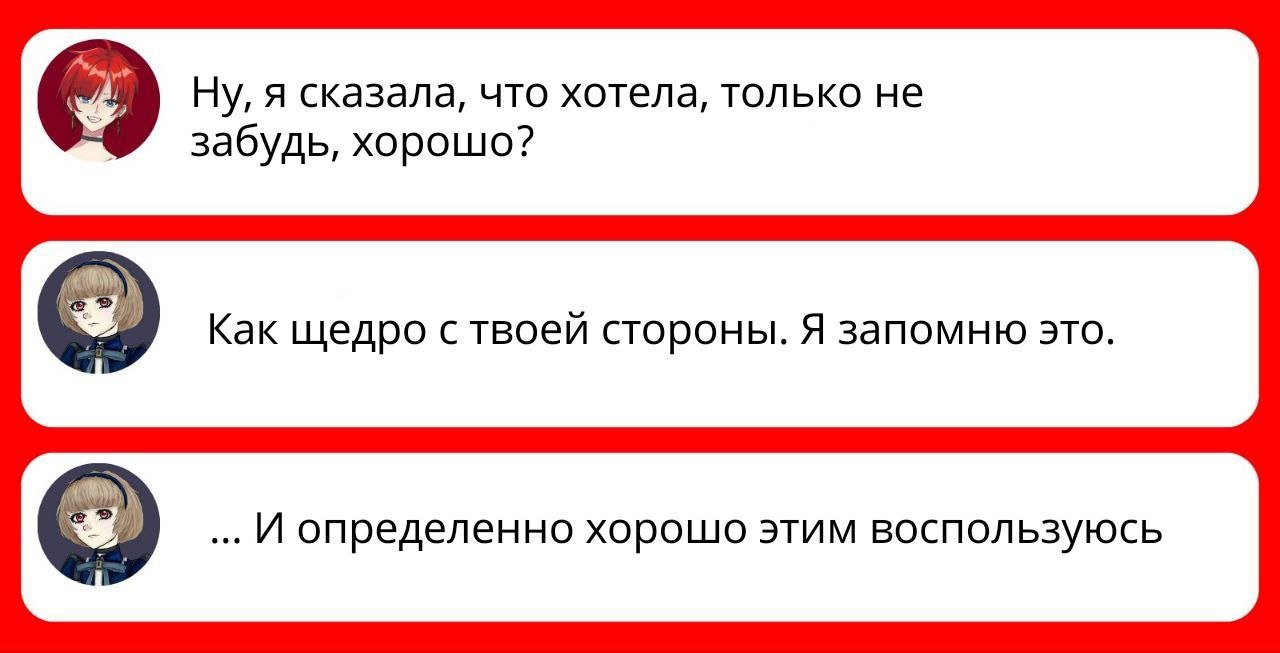 Ну, я сказала, что хотела, только не
забудь, хорошо?
Как щедро с твоей стороны. Я запомню это.
... И определенно хорошо этим воспользуюсь